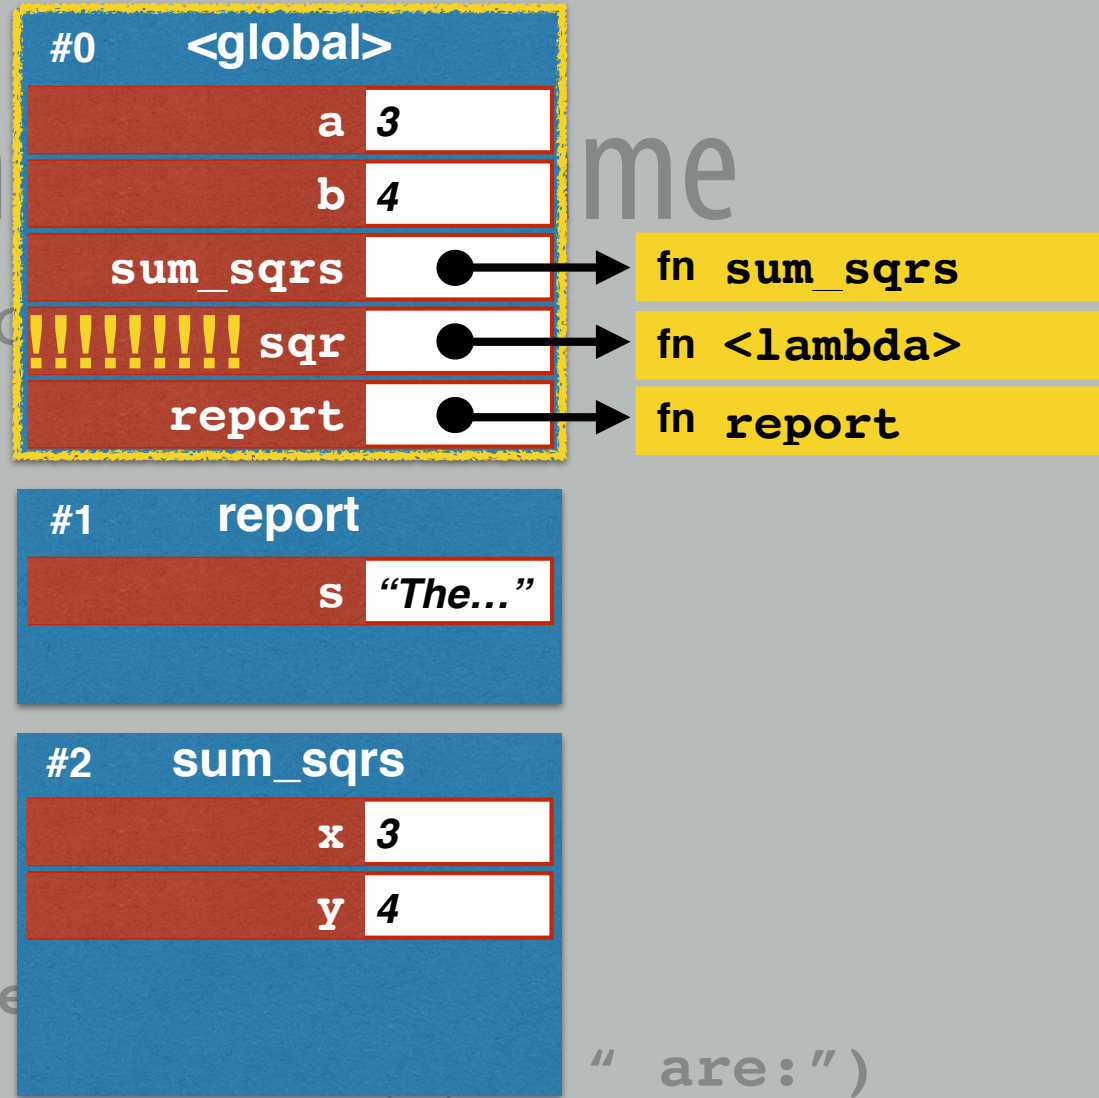 #0 <global>
a 3
me
b 4
sum_sqrs fn sum_sqrs
!!!!!!!!! sqr fn <lambda>
report fn report
#1 report
s “The…”
#2 sum_sqrs
x 3
y 4
“ are:”)